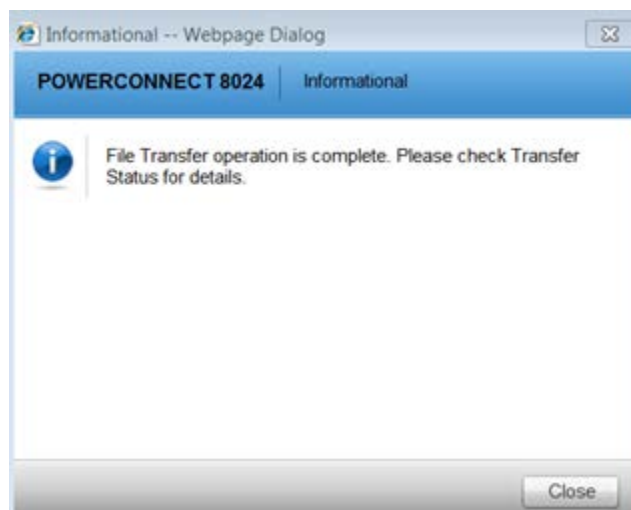 Informational -- Webpage Dialog
POWERCONNECT 8024 Informational
File Transfer operation is complete. Please check Transfer
Status for details.
Close